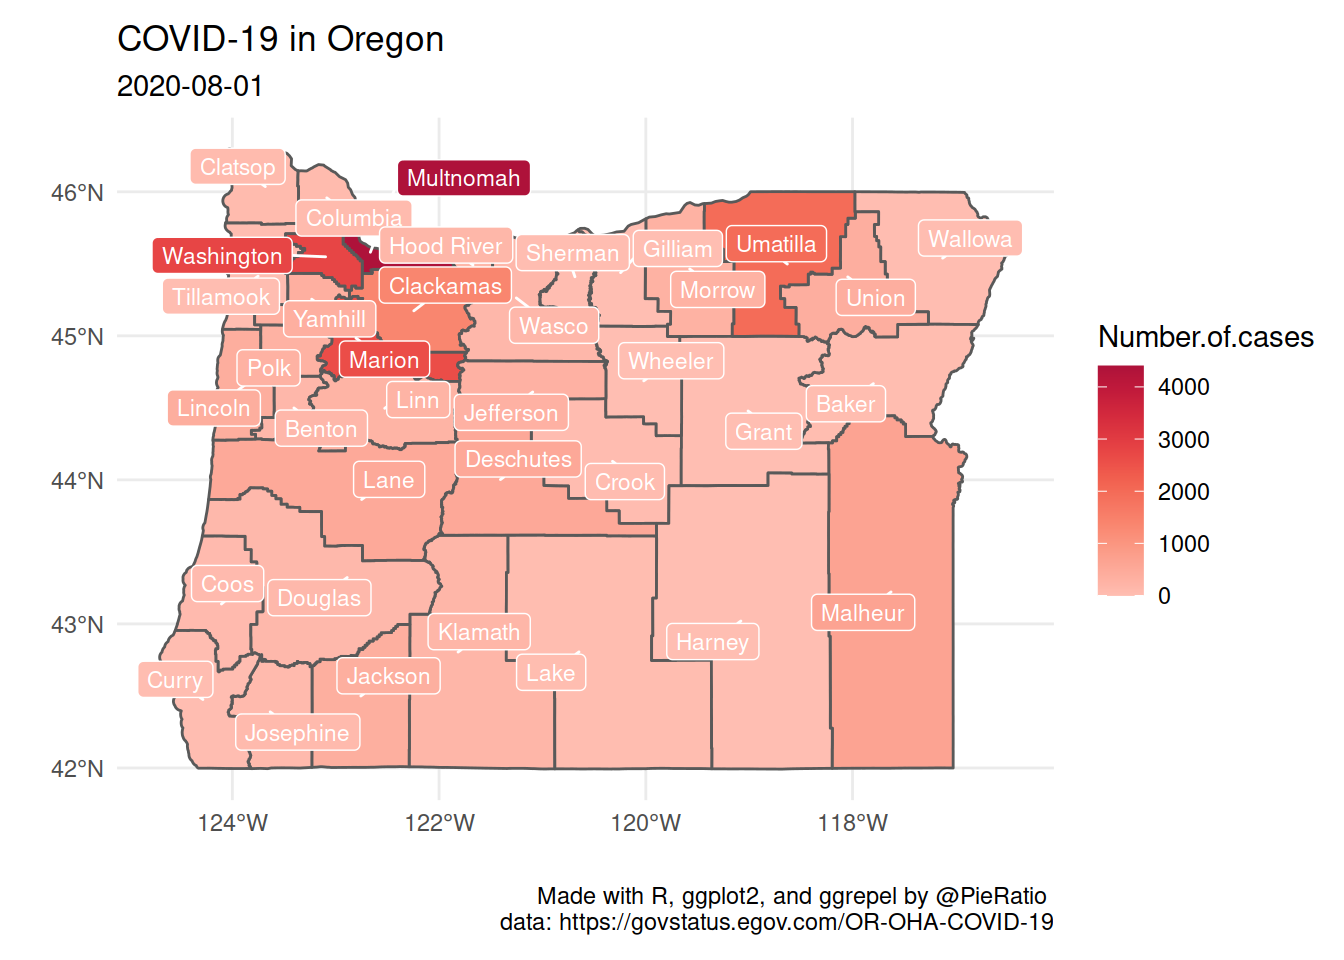 COVID-19 in Oregon
2020-08-01
46°N
45°N
44°N
43°N
42°N
Clatsop
Multnomah
Columbia
Washington
Hood River
Sherman
Gilliam
Umatilla
Wallowa
Tillamook
Clackamas
Morrow
Union
Yamhill
Wasco
Marion
Wheeler
Polk
Lincoln
Linn
Jefferson
Baker
Benton
Grant
Deschutes
Lane
Crook
Coos
Douglas
Malheur
Klamath
Harney
Curry
Jackson
Lake
Josephine
124°W
122°W
120°W
118°W
Number.of.cases
4000
3000
2000
1000
0
Made with R, ggplot2, and ggrepel by @PieRatio
data: https://govstatus.egov.com/OR-OHA-COVID-19